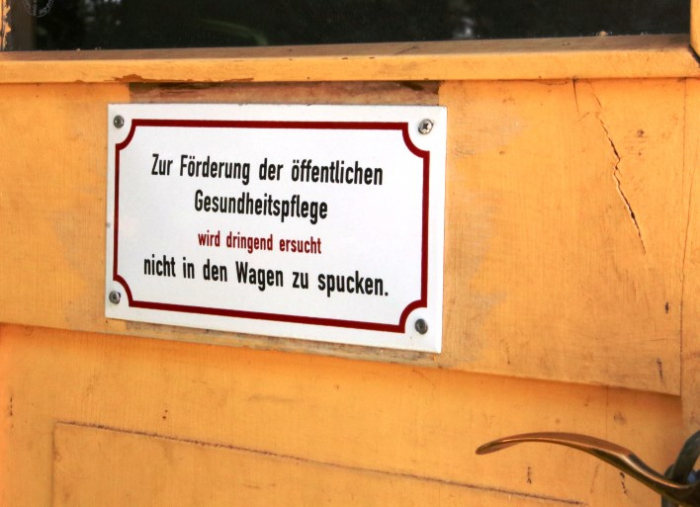 Zur Förderung der öffentlichen
Gesundheitspflege
wird dringend ersucht
nicht in den Wagen zu spucken.